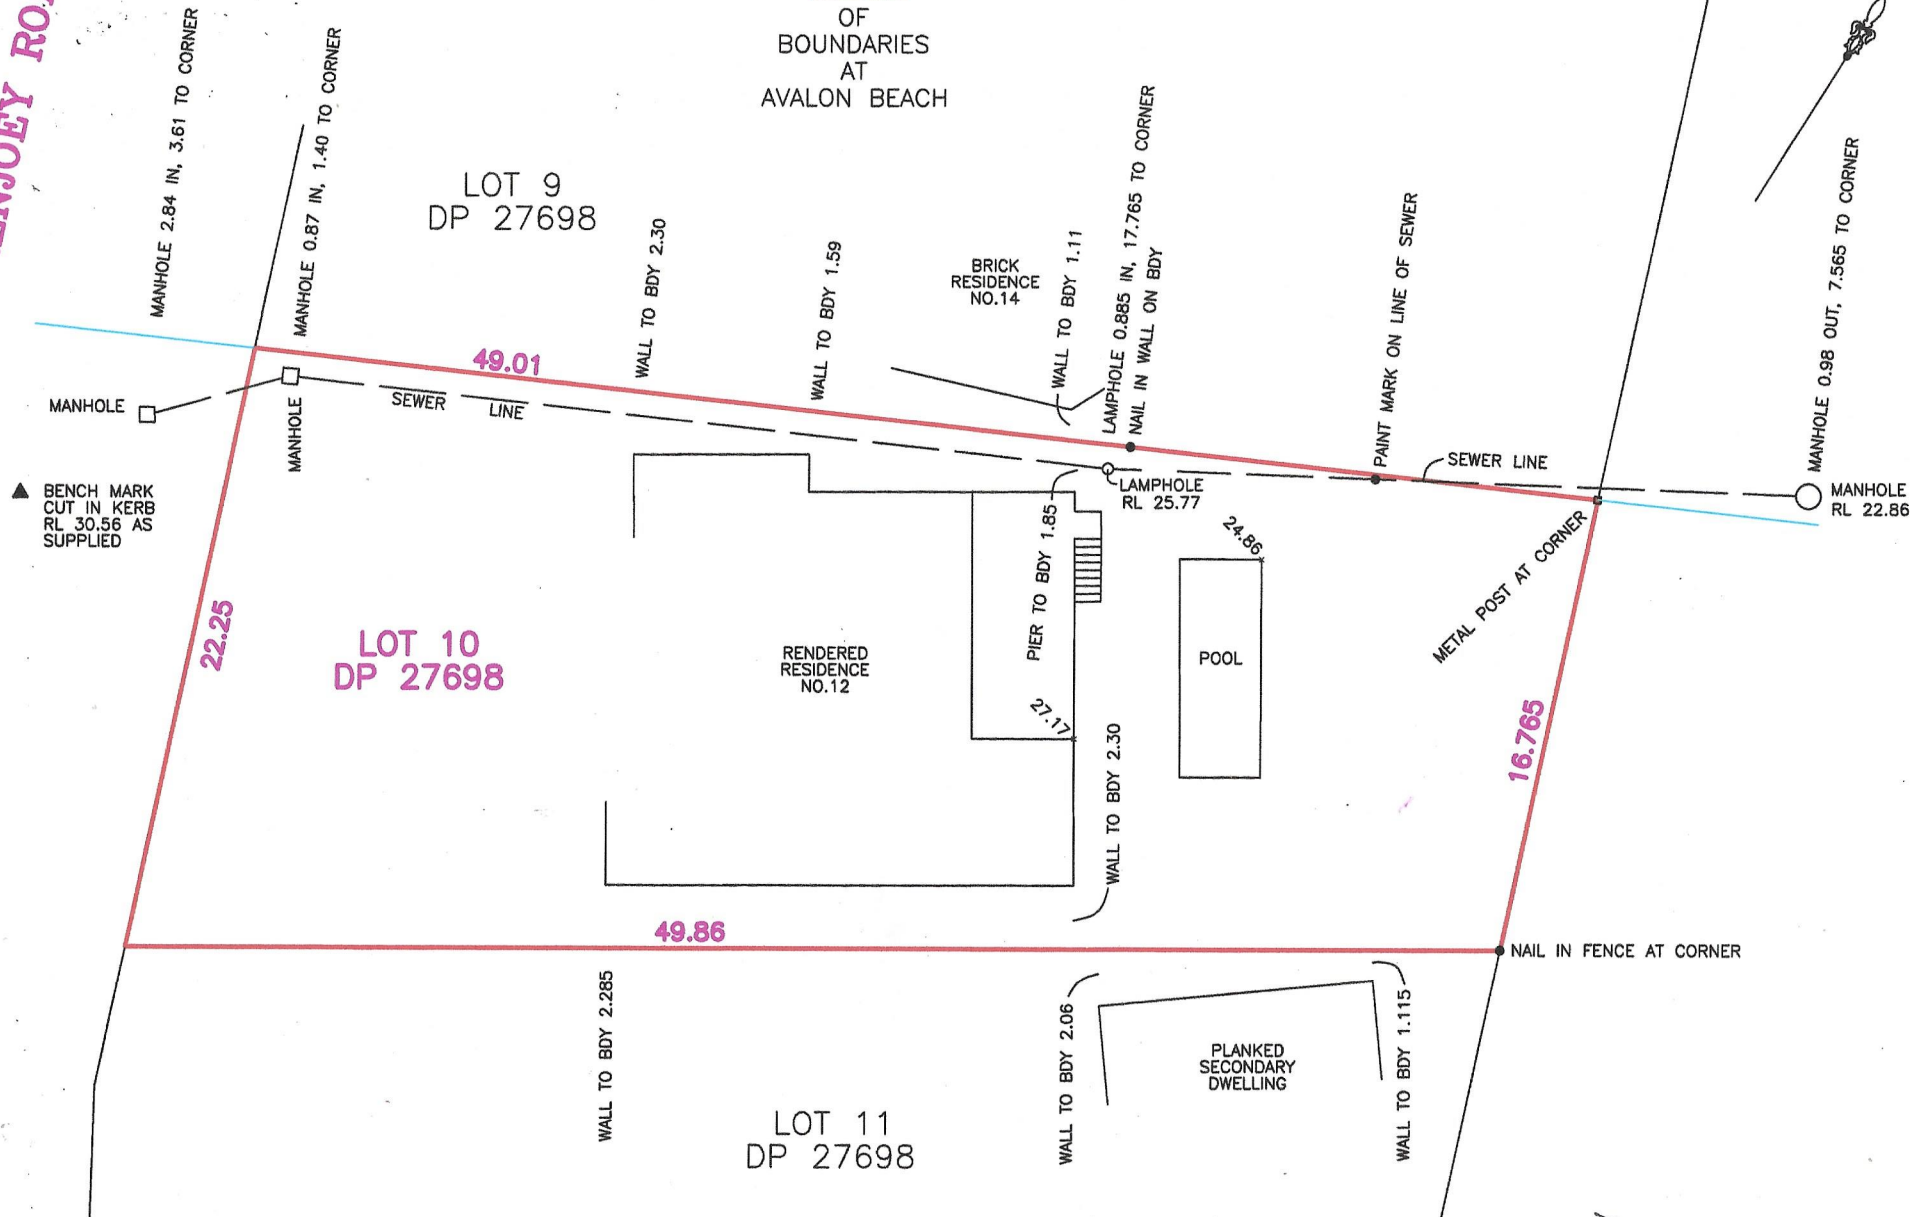 OF
BOUNDARIES
AT
AVALON BEACH
MANHOLE 2.84 IN, 3.61 TO CORNER
MANHOLE 0.87 IN, 1.40 TO CORNER
LOT 9
DP 27698
WALL TO BDY 2.30
WALL TO BDY 1.59
BRICK
RESIDENCE
NO.14
WALL TO BDY 1.11
LAMPHOLE 0.885 IN, 17.765 TO CORNER
NAIL IN WALL ON BDY
PAINT MARK ON LINE OF SEWER
MANHOLE 0.98 OUT, 7.565 TO CORNER
49.01
MANHOLE
MANHOLE
SEWER LINE
SEWER LINE
LAMPHOLE
RL 25.77
MANHOLE
RL 22.86
BENCH MARK
CUT IN KERB
RL 30.56 AS
SUPPLIED
PIER TO BDY 1.85
24.86
METAL POST AT CORNER
22.25
LOT 10
DP 27698
RENDERED
RESIDENCE
NO.12
POOL
27.17
16.765
WALL TO BDY 2.30
49.86
NAIL IN FENCE AT CORNER
WALL TO BDY 2.285
WALL TO BDY 2.06
PLANKED
SECONDARY
DWELLING
WALL TO BDY 1.115
LOT 11
DP 27698